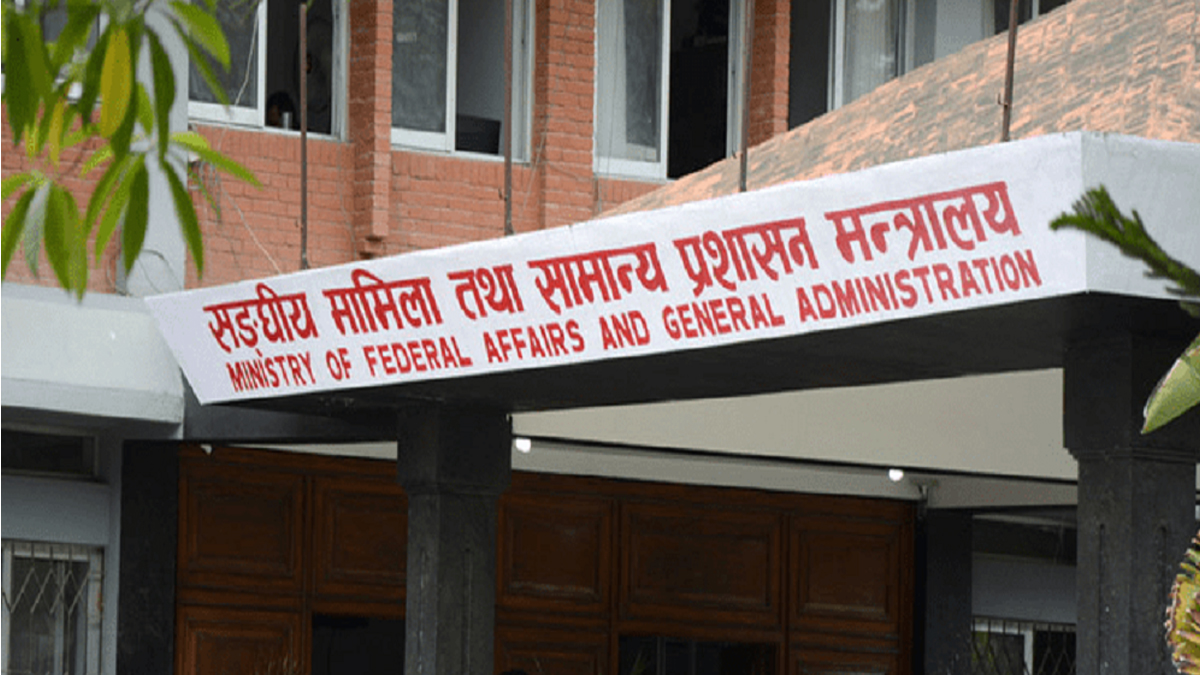 सङ्घीय मामिला तथा सामान्य प्रशासन मन्त्रालय
MINISTRY OF FEDERAL AFFAIRS AND GENERAL ADMINISTRATION